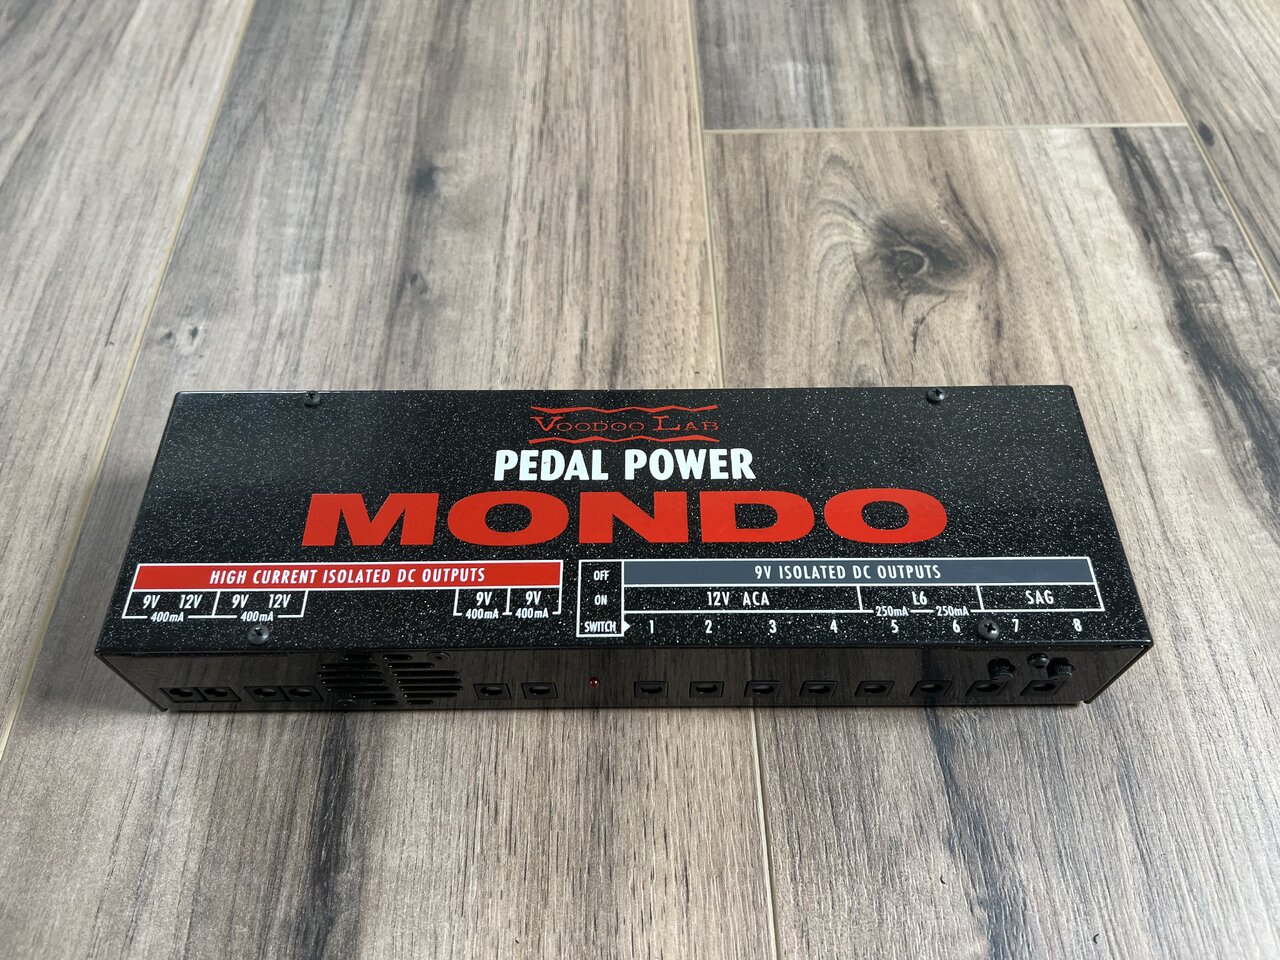 VOODOO LAB
PEDAL POWER
MONDO
HIGH CURRENT ISOLATED DC OUTPUTS
9V 12V 9V 12V 9V 9V
400mA 400mA 400mA 400mA
OFF 9V ISOLATED DC OUTPUTS
ON 12V ACA L6 SAG
250mA 250mA
SWITCH 1 2 3 4 5 6 7 8